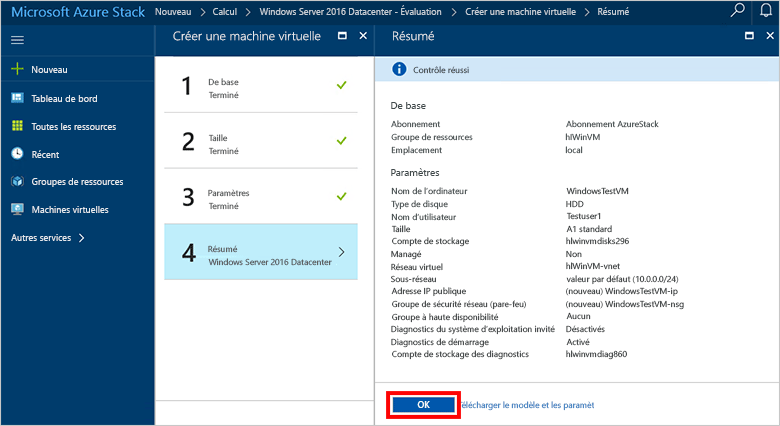 Microsoft Azure Stack Nouveau > Calcul > Windows Server 2016 Datacenter - Évaluation > Créer une machine virtuelle > Résumé
Nouveau
Tableau de bord
Toutes les ressources
Récent
Groupes de ressources
Machines virtuelles
Autres services >
Créer une machine virtuelle
1 De base
Terminé
2 Taille
Terminé
3 Paramètres
Terminé
4 Résumé
Windows Server 2016 Datacenter
Résumé
Contrôle réussi
De base
Abonnement Abonnement AzureStack
Groupe de ressources hlWinVM
Emplacement local
Paramètres
Nom de l'ordinateur WindowsTestVM
Type de disque HDD
Nom d'utilisateur Testuser1
Taille A1 standard
Compte de stockage hlwinvmdisks296
Managé Non
Réseau virtuel hlWinVM-vnet
Sous-réseau valeur par défaut (10.0.0.0/24)
Adresse IP publique (nouveau) WindowsTestVM-ip
Groupe de sécurité réseau (pare-feu) (nouveau) WindowsTestVM-nsg
Groupe à haute disponibilité Aucun
Diagnostics du système d'exploitation invité Désactivés
Diagnostics de démarrage Activé
Compte de stockage des diagnostics hlwinvmdiag860
OK élécharger le modèle et les paramèt